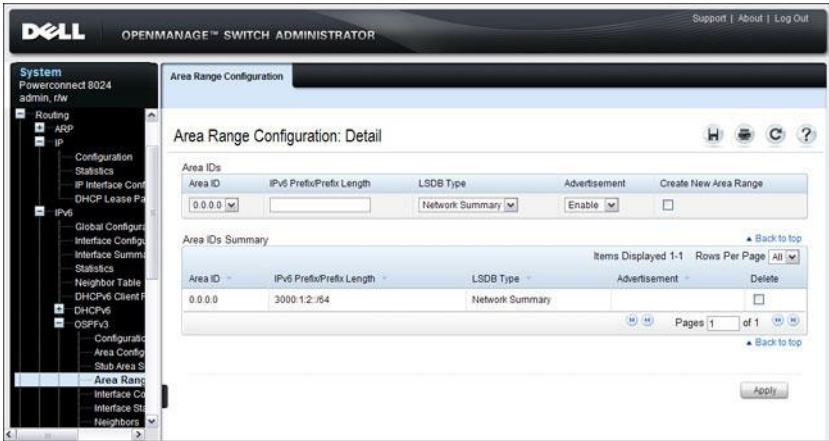 Support | About | Log Out
DELL OPENMANAGE™ SWITCH ADMINISTRATOR
System
Powerconnect 8024
admin, r/w
Routing
ARP
IP
Configuration
Statistics
IP Interface Conf
DHCP Lease Pa
IPv6
Global Configura
Interface Configu
Interface Summa
Statistics
Neighbor Table
DHCPv6 Client P
DHCPv6
OSPFv3
Configuratio
Area Config
Stub Area S
Area Rang
Interface Co
Interface Sta
Neighbors
Area Range Configuration
Area Range Configuration: Detail
Area IDs
Area ID IPv6 Prefix/Prefix Length LSDB Type Advertisement Create New Area Range
0.0.0.0 Network Summary Enable
Area IDs Summary Back to top
Items Displayed 1-1 Rows Per Page All
Area ID IPv6 Prefix/Prefix Length LSDB Type Advertisement Delete
0.0.0.0 3000:1:2::/64 Network Summary
Pages 1 of 1
Back to top
Apply